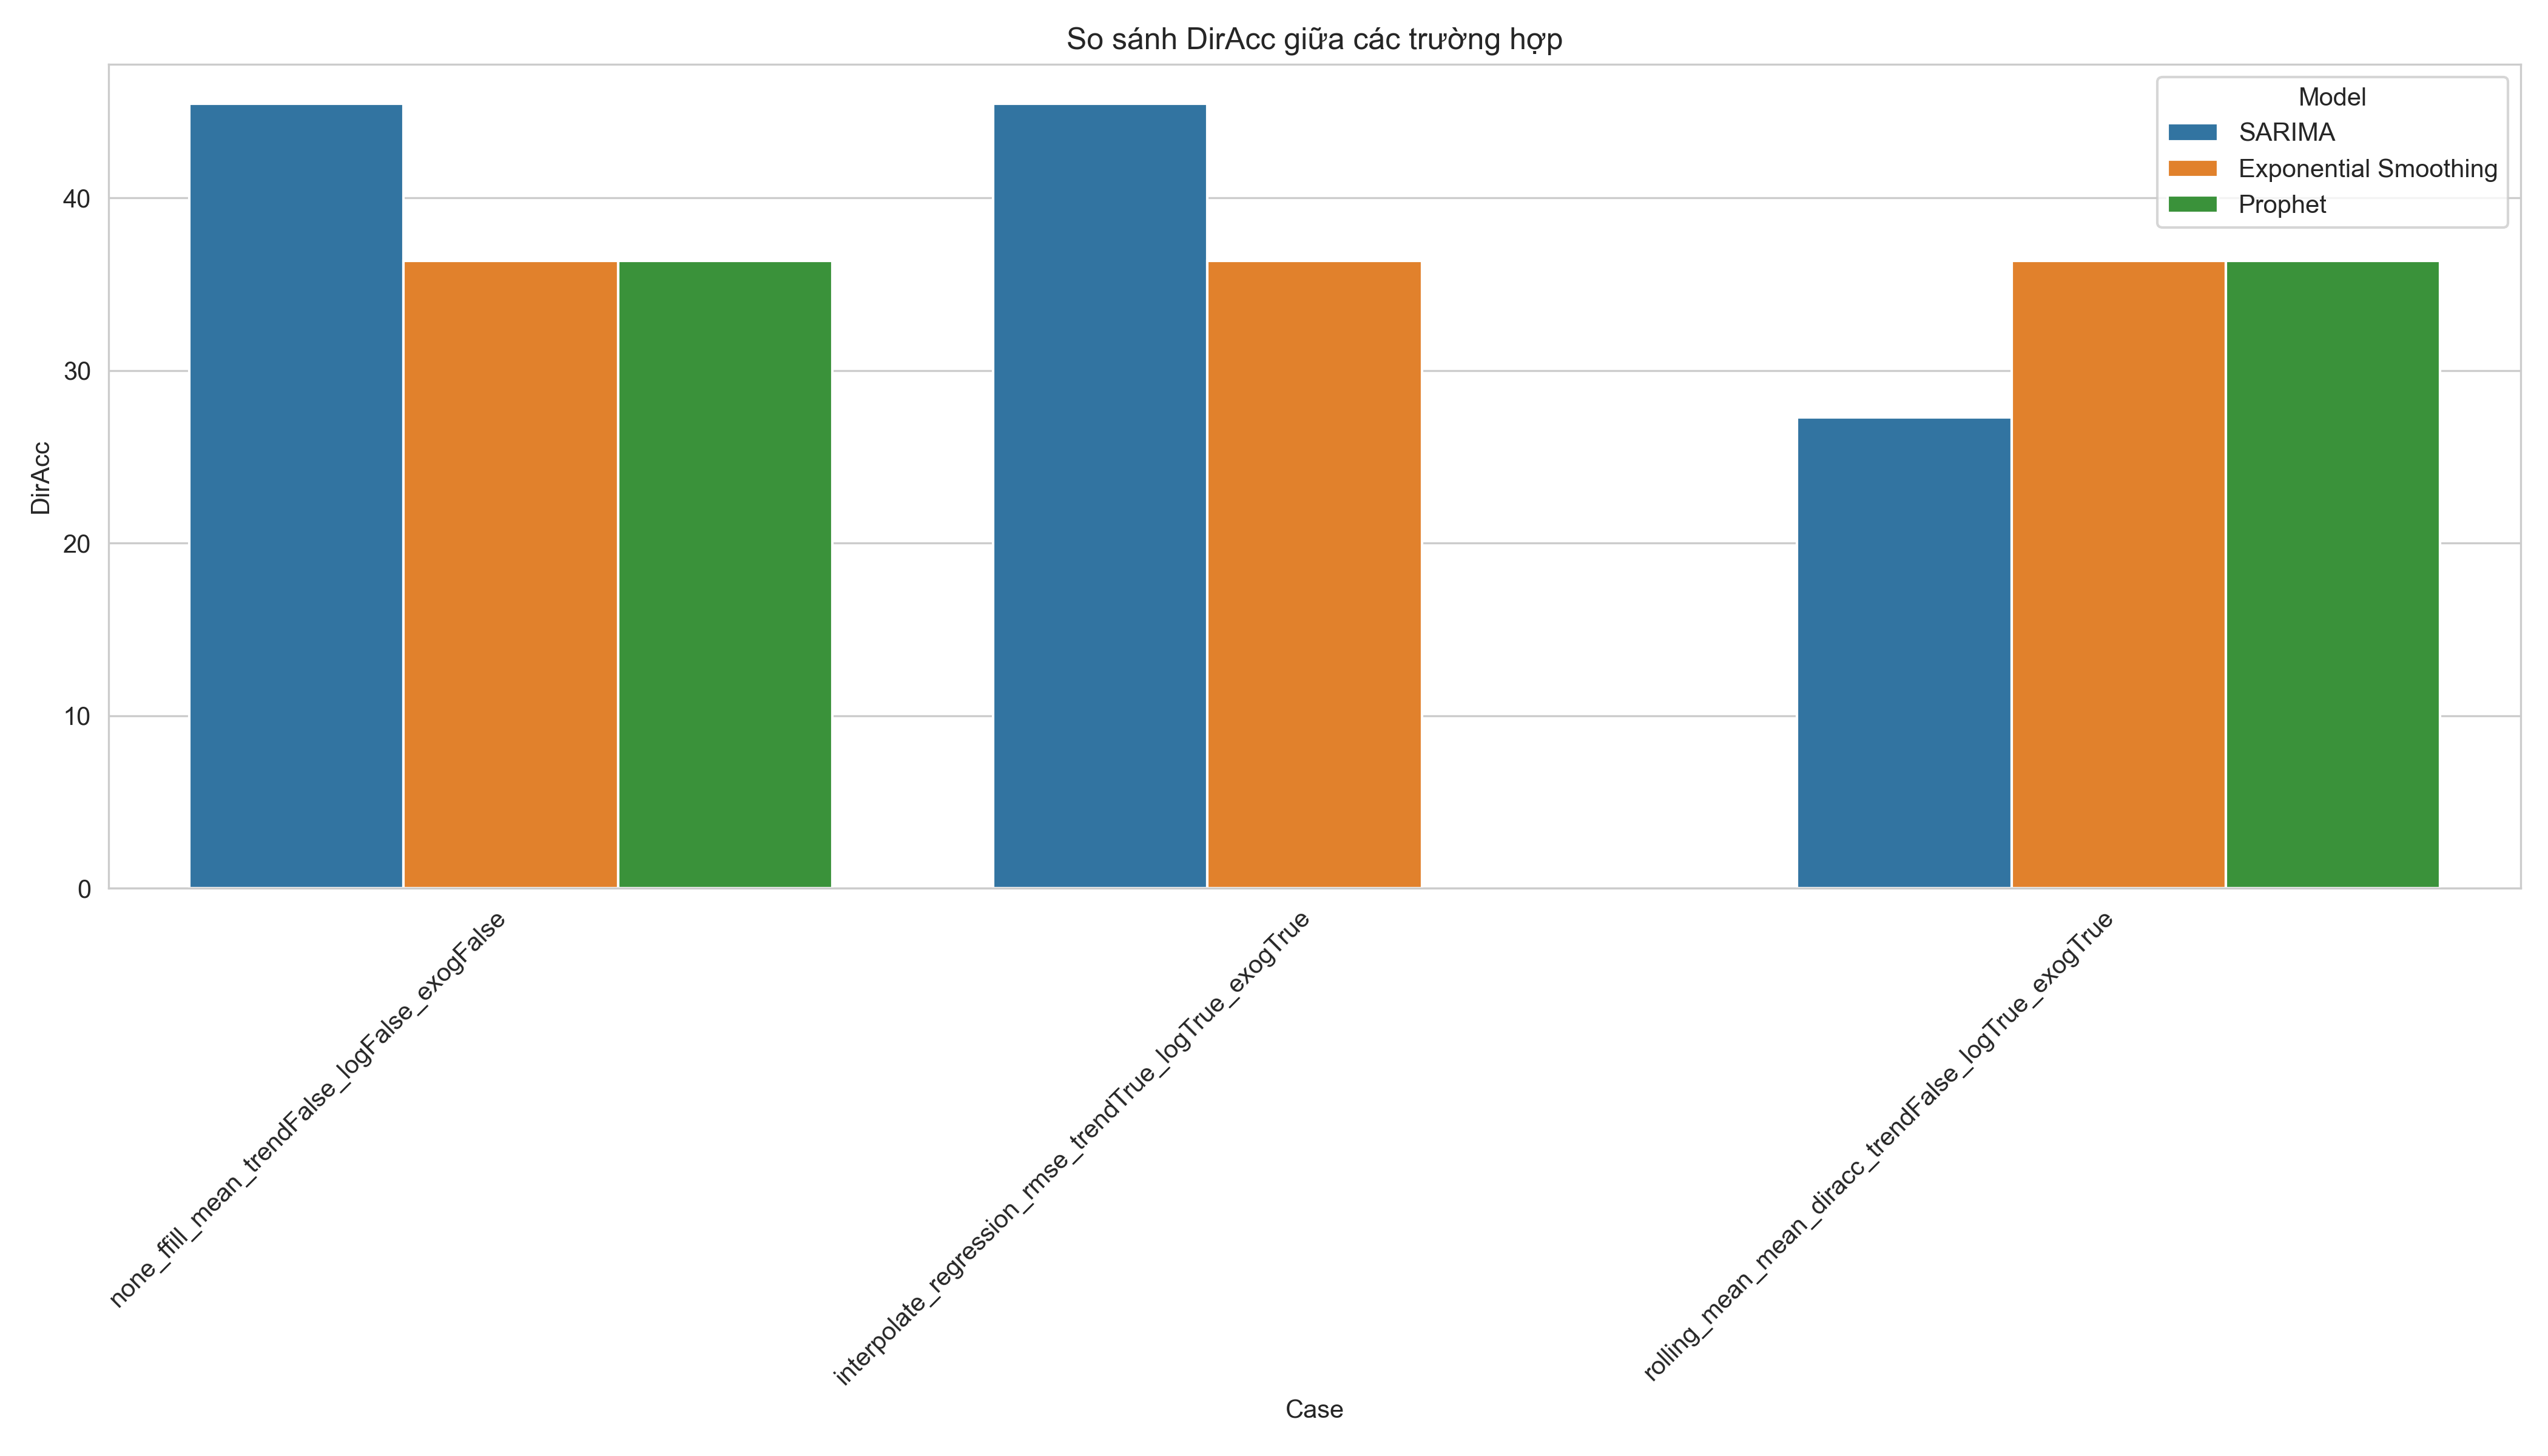 So sánh DirAcc giữa các trường hợp
Model
SARIMA
Exponential Smoothing
Prophet
DirAcc
40
30
20
10
0
none_ffill_mean_trendFalse_logFalse_exogFalse
interpolate_regression_rmse_trendTrue_logTrue_exogTrue
rolling_mean_mean_diracc_trendFalse_logTrue_exogTrue
Case